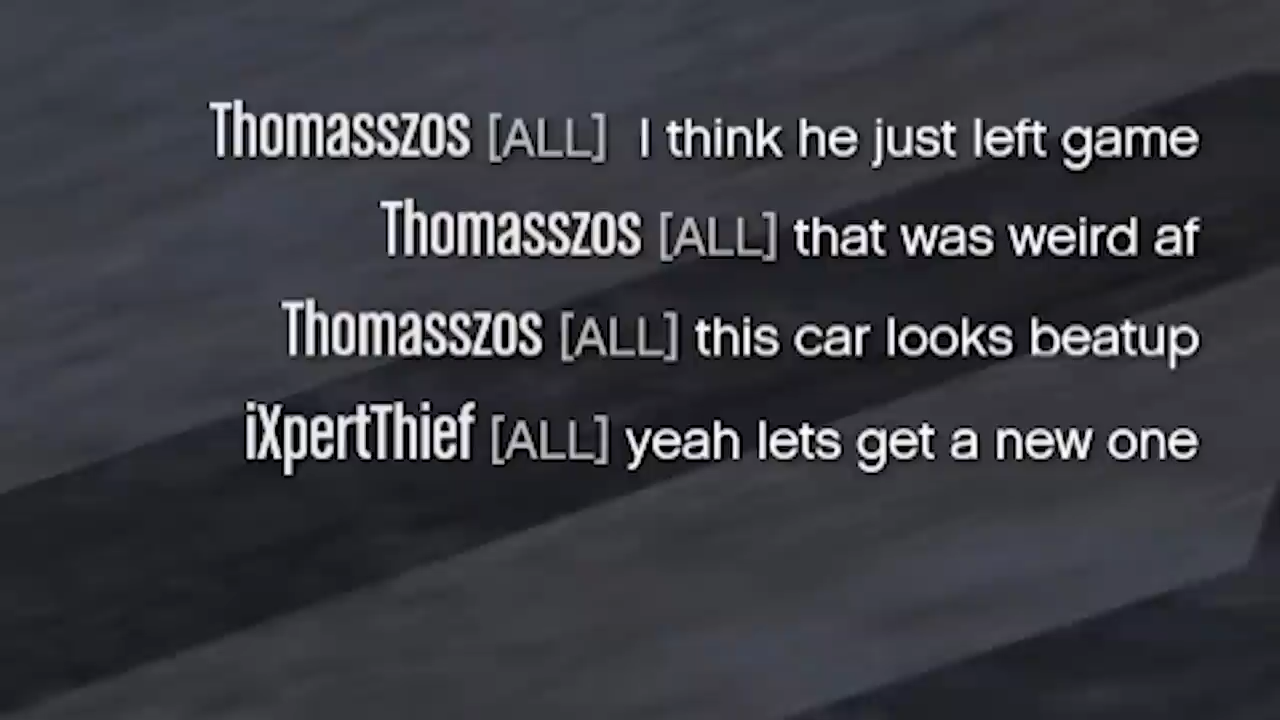 Thomasszos [ALL] I think he just left game
Thomasszos [ALL] that was weird af
Thomasszos [ALL] this car looks beatup
iXpertThief [ALL] yeah lets get a new one